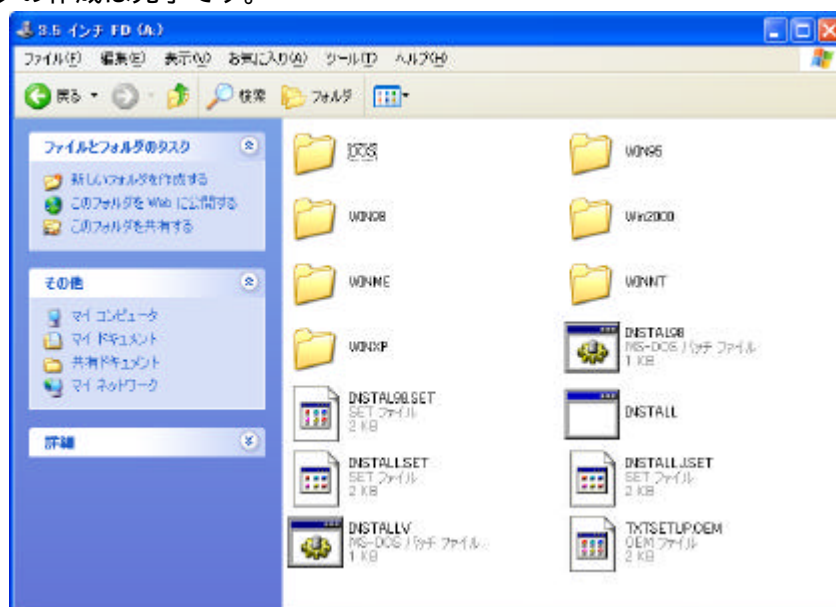 の作成は完了です。
3.5 インチ FD (A:)
ファイル(F) 編集(E) 表示(V) お気に入り(A) ツール(T) ヘルプ(H)
戻る 検索 フォルダ
ファイルとフォルダのタスク
新しいフォルダを作成する
このフォルダを Web に公開する
このフォルダを共有する
その他
マイ コンピュータ
マイ ドキュメント
共有ドキュメント
マイ ネットワーク
詳細
DOS
WIN95
WIN98
Win2000
WINME
WINNT
WINXP
INSTAL98
MS-DOS バッチ ファイル
1 KB
INSTAL98.SET
SET ファイル
2 KB
INSTALL
INSTALL.SET
SET ファイル
2 KB
INSTALLJ.SET
SET ファイル
2 KB
INSTALLV
MS-DOS バッチ ファイル
1 KB
TXTSETUP.OEM
OEM ファイル
2 KB